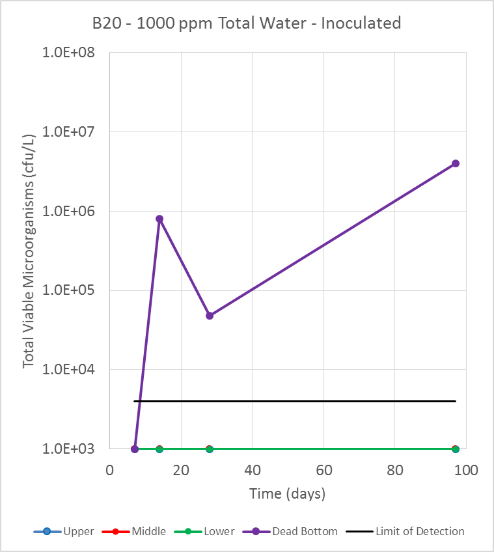 B20 - 1000 ppm Total Water - Inoculated
1.0E+08
1.0E+07
1.0E+06
1.0E+05
1.0E+04
1.0E+03
Total Viable Microorganisms (cfu/L)
0 20 40 60 80 100
Time (days)
Upper Middle Lower Dead Bottom Limit of Detection